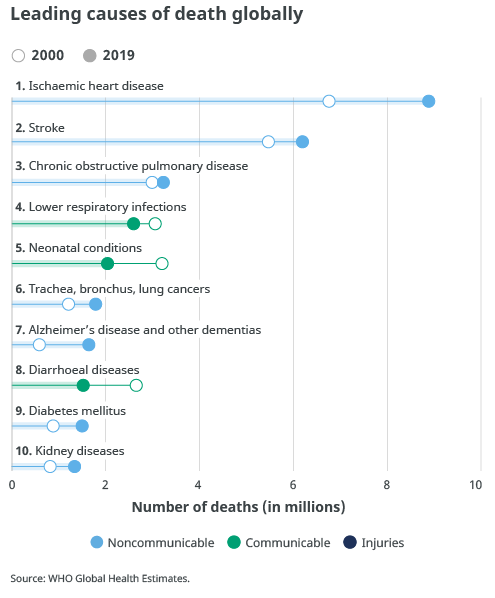 Leading causes of death globally
2000 2019
1. Ischaemic heart disease
2. Stroke
3. Chronic obstructive pulmonary disease
4. Lower respiratory infections
5. Neonatal conditions
6. Trachea, bronchus, lung cancers
7. Alzheimer’s disease and other dementias
8. Diarrhoeal diseases
9. Diabetes mellitus
10. Kidney diseases
0 2 4 6 8 10
Number of deaths (in millions)
Noncommunicable Communicable Injuries
Source: WHO Global Health Estimates.